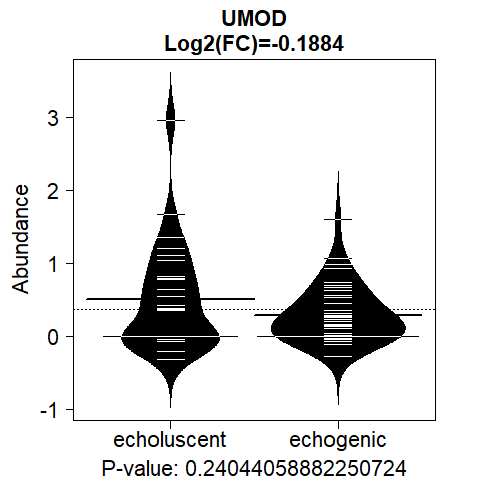 UMOD
Log2(FC)=-0.1884
Abundance
3
2
1
0
-1
echoluscent echogenic
P-value: 0.24044058882250724